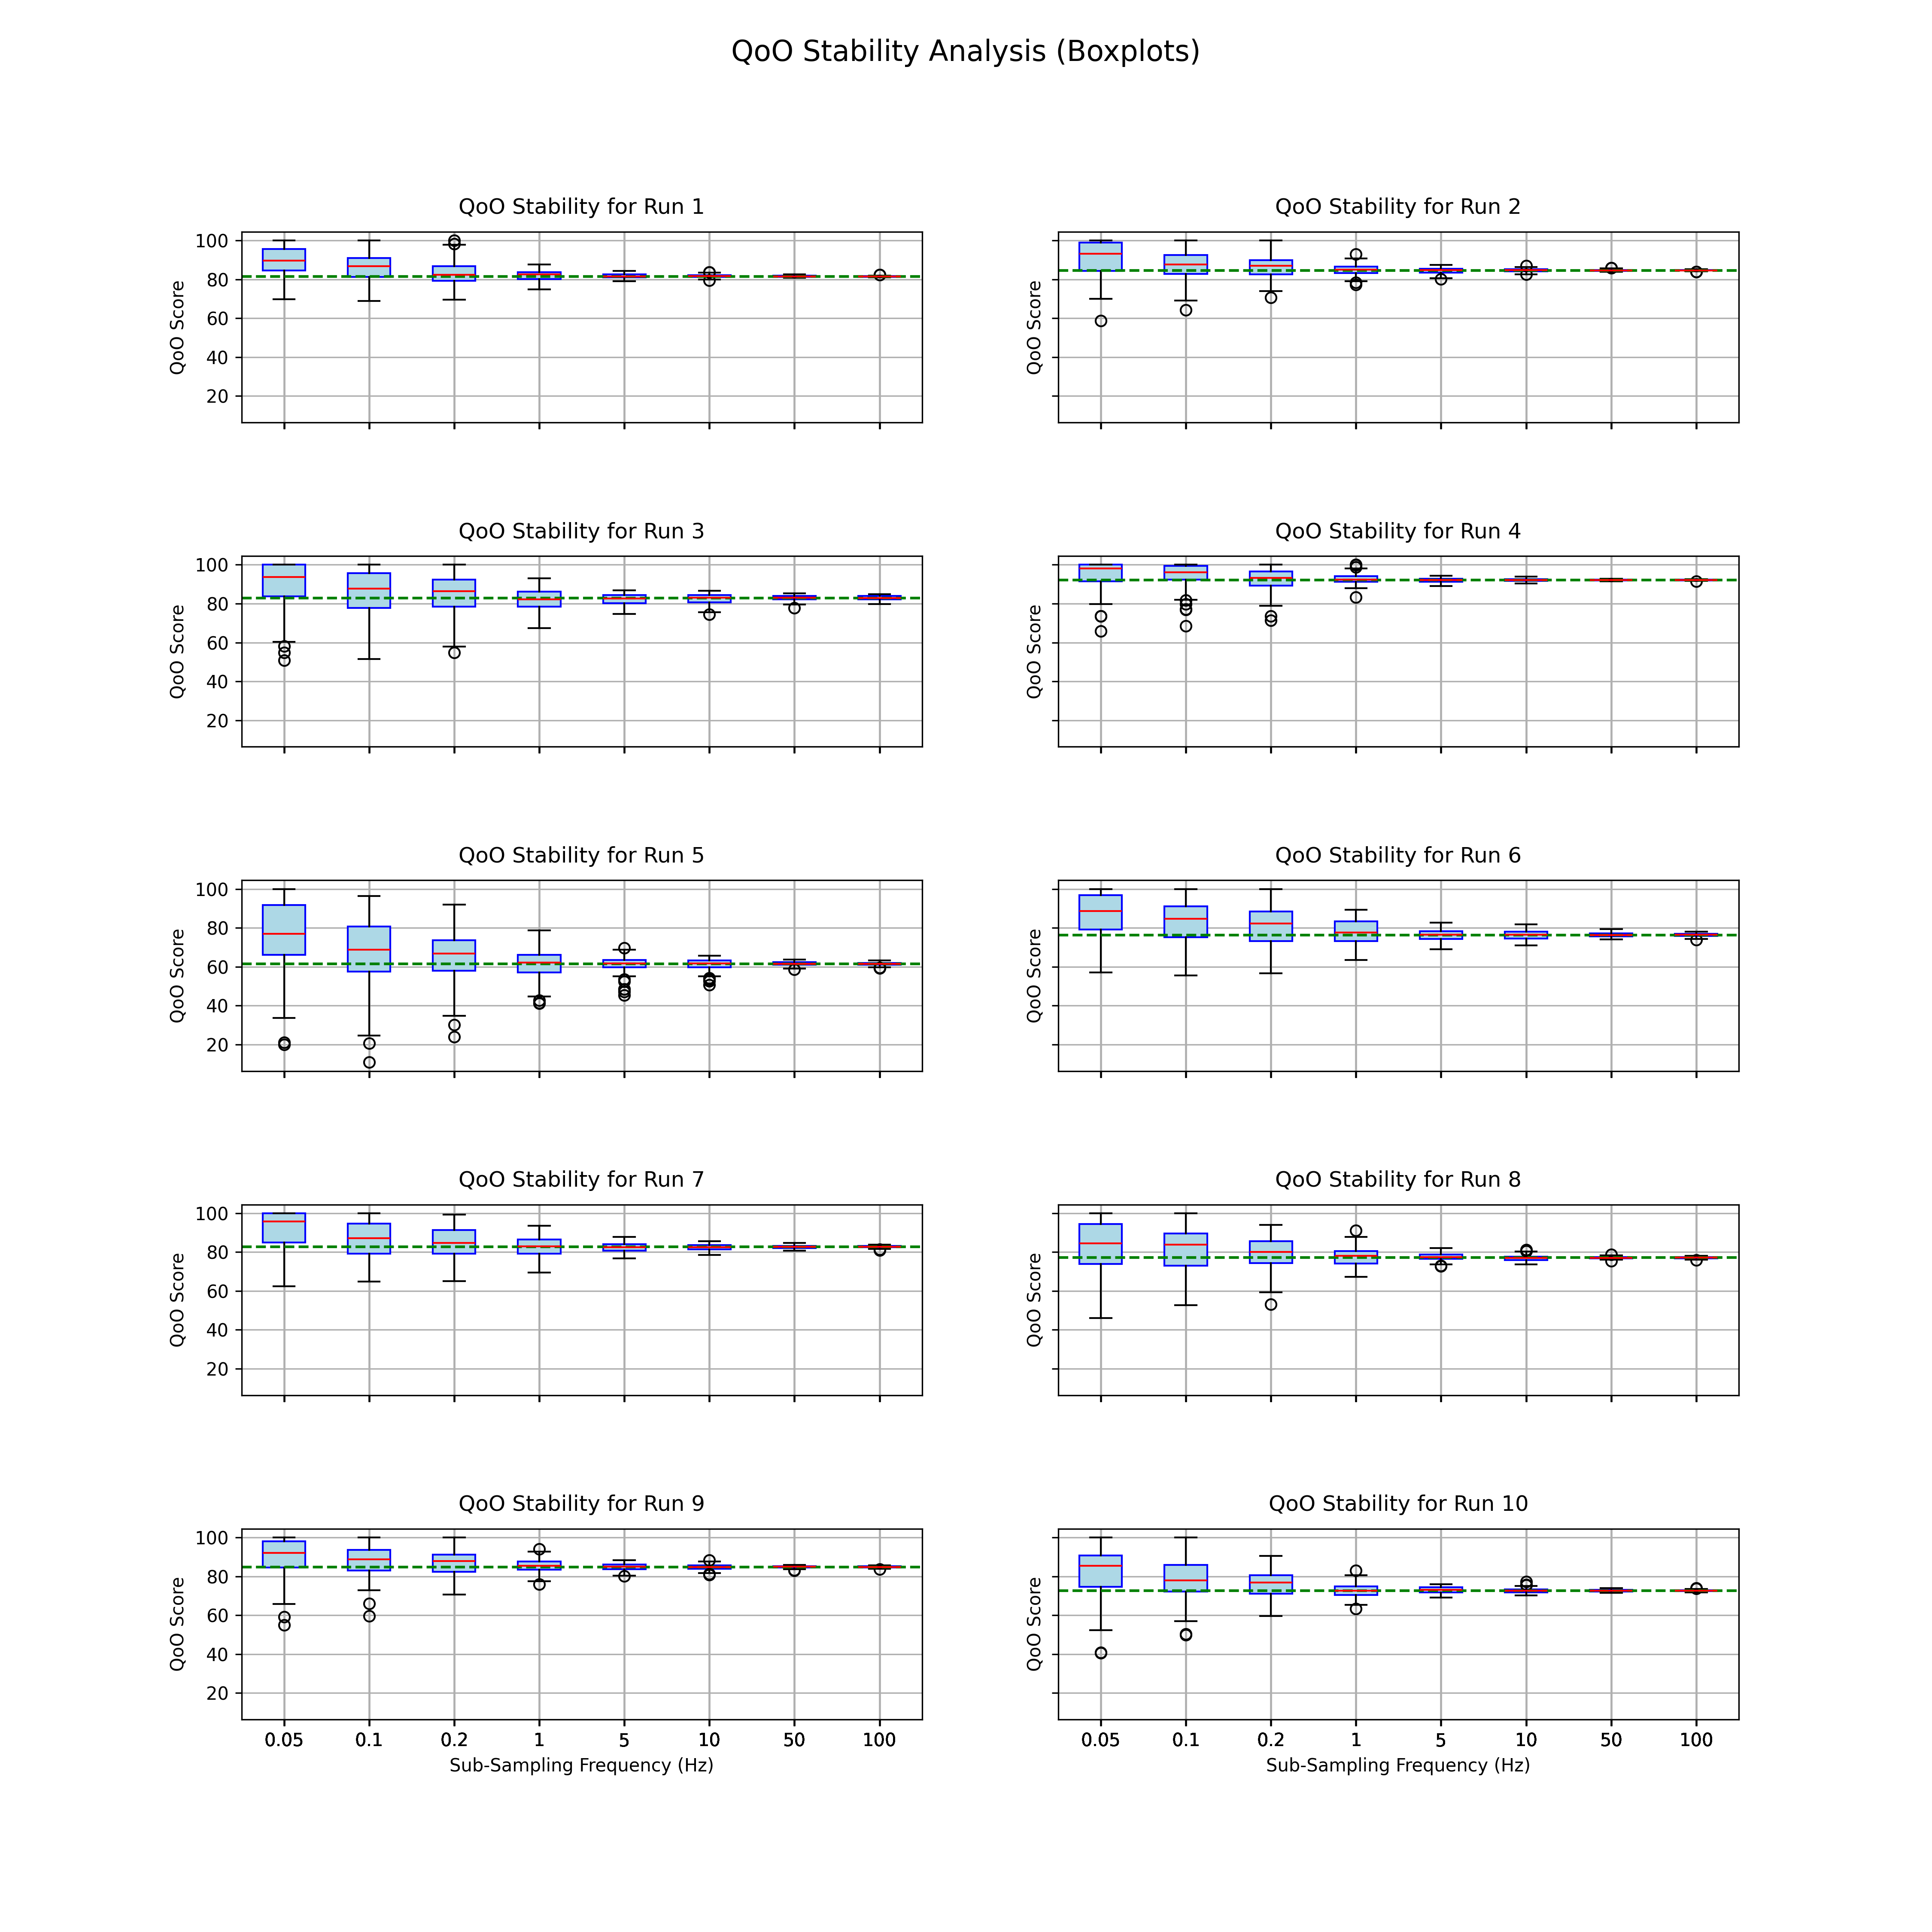 QoO Stability Analysis (Boxplots)
QoO Stability for Run 1
QoO Score
100
80
60
40
20
QoO Stability for Run 2
QoO Score
QoO Stability for Run 3
QoO Score
100
80
60
40
20
QoO Stability for Run 4
QoO Score
QoO Stability for Run 5
QoO Score
100
80
60
40
20
QoO Stability for Run 6
QoO Score
QoO Stability for Run 7
QoO Score
100
80
60
40
20
QoO Stability for Run 8
QoO Score
QoO Stability for Run 9
QoO Score
100
80
60
40
20
0.05 0.1 0.2 1 5 10 50 100
Sub-Sampling Frequency (Hz)
QoO Stability for Run 10
QoO Score
0.05 0.1 0.2 1 5 10 50 100
Sub-Sampling Frequency (Hz)